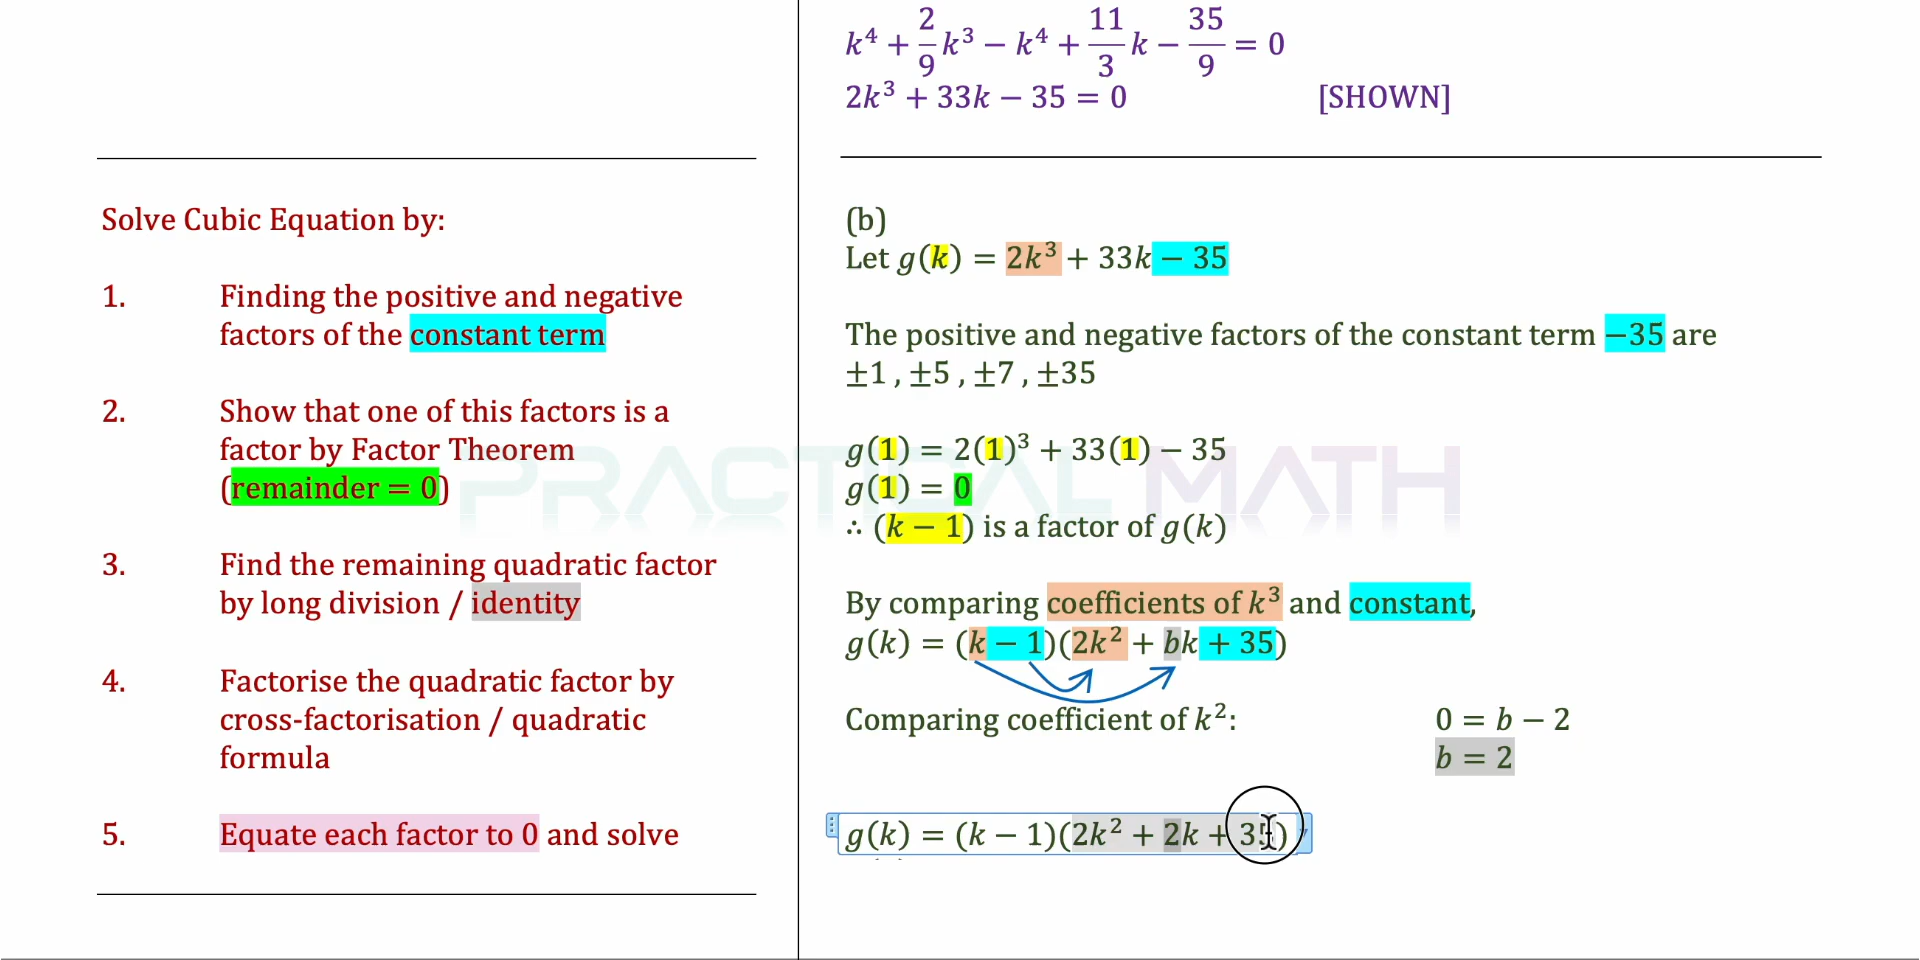 k⁴ + 2/9 k³ − k⁴ + 11/3 k − 35/9 = 0
2k³ + 33k − 35 = 0 [SHOWN]
Solve Cubic Equation by:
1. Finding the positive and negative
factors of the constant term
2. Show that one of this factors is a
factor by Factor Theorem
(remainder = 0)
3. Find the remaining quadratic factor
by long division / identity
4. Factorise the quadratic factor by
cross-factorisation / quadratic
formula
5. Equate each factor to 0 and solve
(b)
Let g(k) = 2k³ + 33k − 35
The positive and negative factors of the constant term −35 are
±1 , ±5 , ±7 , ±35
g(1) = 2(1)³ + 33(1) − 35
g(1) = 0
∴ (k − 1) is a factor of g(k)
By comparing coefficients of k³ and constant,
g(k) = (k − 1)(2k² + bk + 35)
Comparing coefficient of k²: 0 = b − 2
b = 2
g(k) = (k − 1)(2k² + 2k + 35)
PRACTICAL MATH